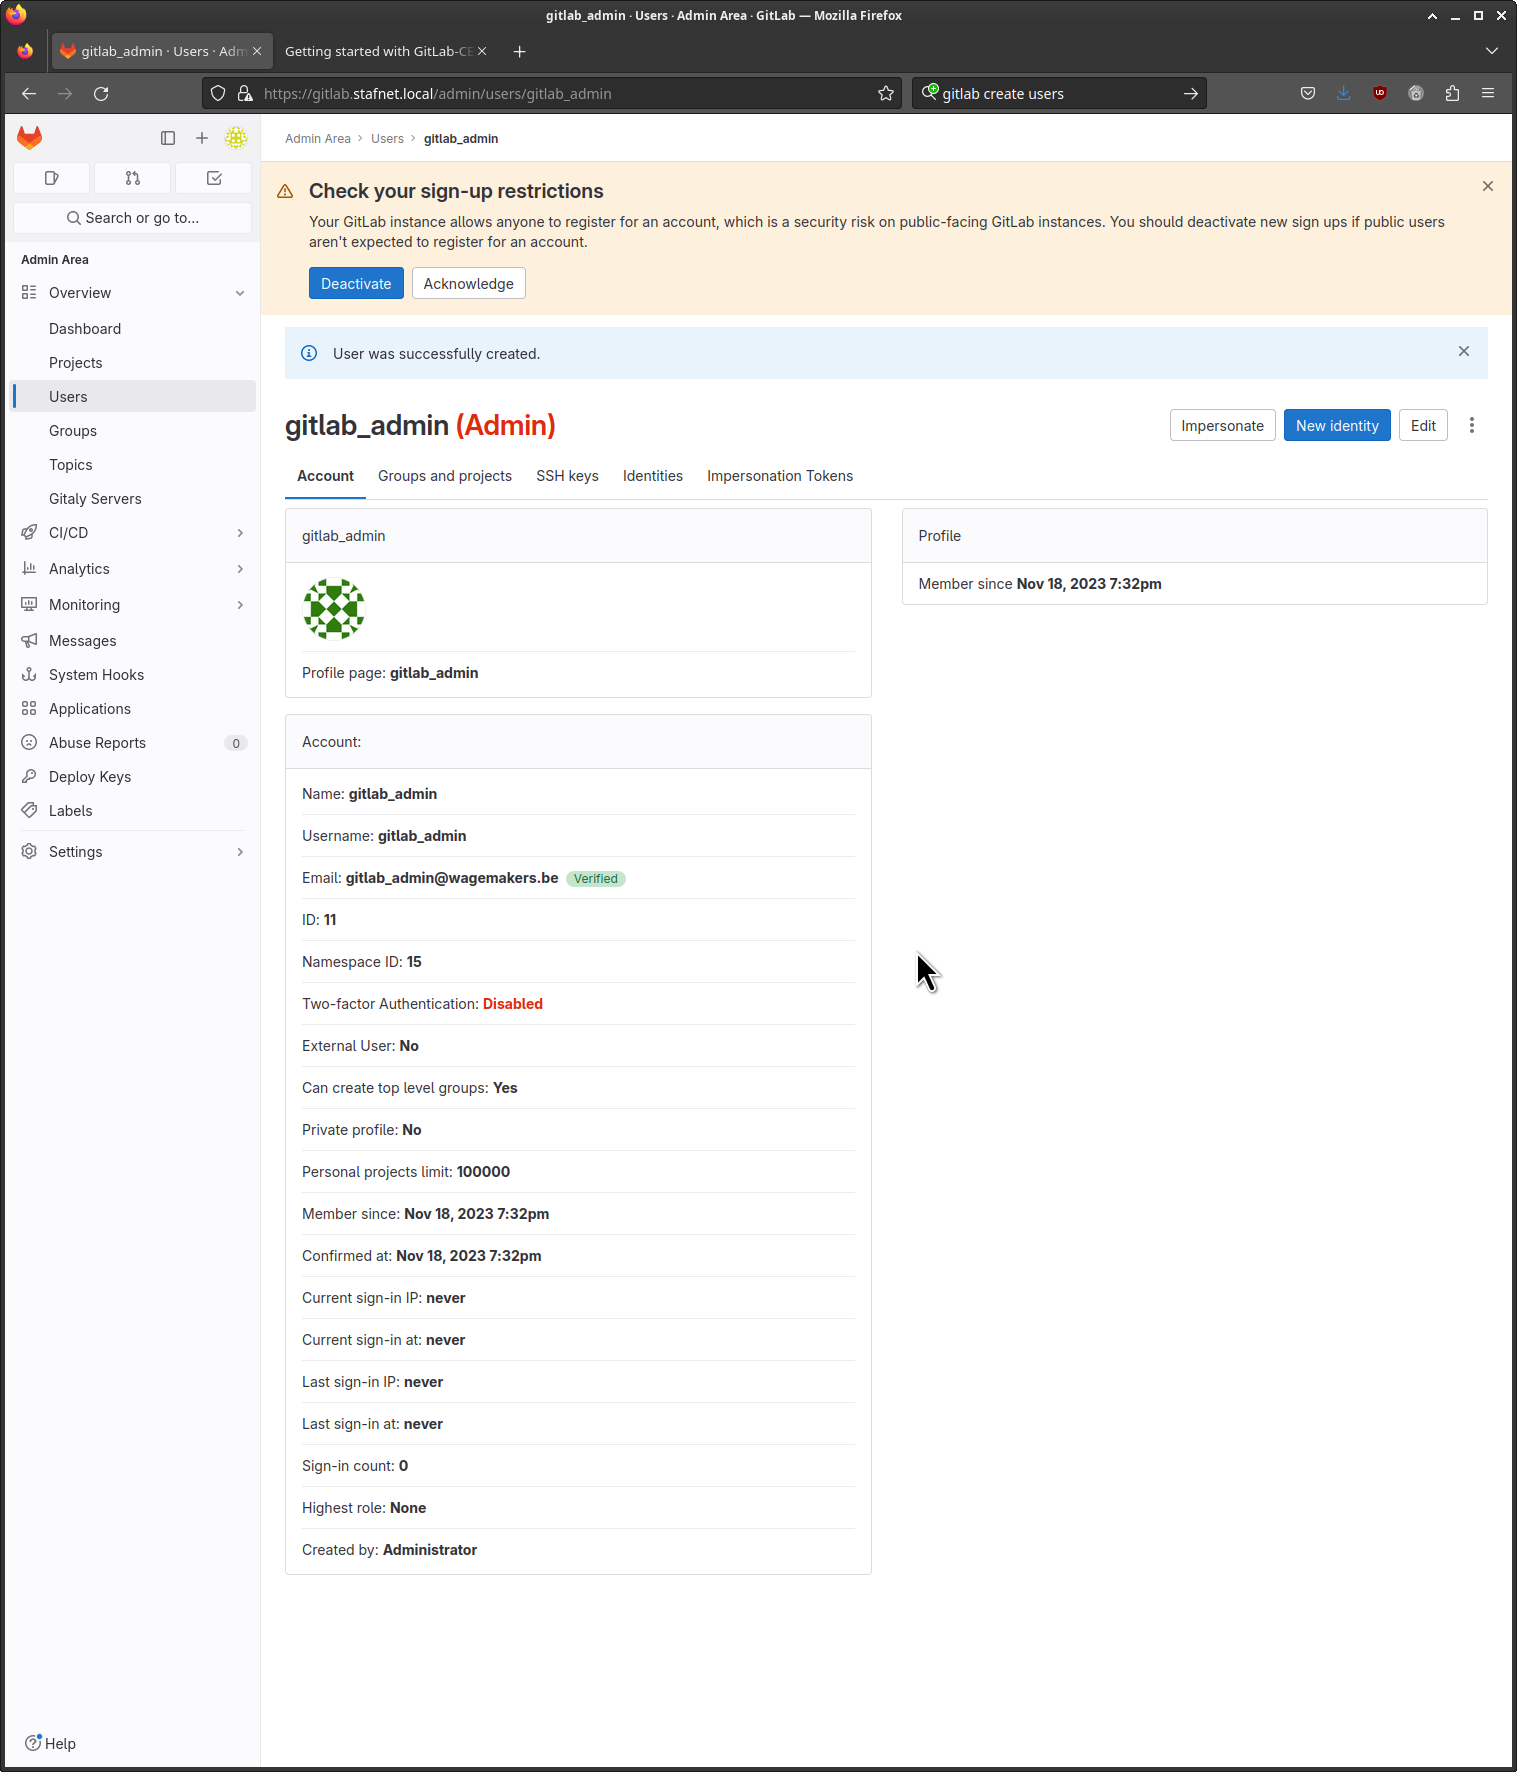 gitlab_admin · Users · Admin Area · GitLab — Mozilla Firefox
gitlab_admin · Users · Adm
Getting started with GitLab-CE
https://gitlab.stafnet.local/admin/users/gitlab_admin
gitlab create users
Admin Area › Users › gitlab_admin
Search or go to...
Admin Area
Overview
Dashboard
Projects
Users
Groups
Topics
Gitaly Servers
CI/CD
Analytics
Monitoring
Messages
System Hooks
Applications
Abuse Reports 0
Deploy Keys
Labels
Settings
Help
Check your sign-up restrictions
Your GitLab instance allows anyone to register for an account, which is a security risk on public-facing GitLab instances. You should deactivate new sign ups if public users
aren't expected to register for an account.
Deactivate Acknowledge
User was successfully created.
gitlab_admin (Admin)
Impersonate New identity Edit
Account Groups and projects SSH keys Identities Impersonation Tokens
gitlab_admin
Profile page: gitlab_admin
Profile
Member since Nov 18, 2023 7:32pm
Account:
Name: gitlab_admin
Username: gitlab_admin
Email: gitlab_admin@wagemakers.be Verified
ID: 11
Namespace ID: 15
Two-factor Authentication: Disabled
External User: No
Can create top level groups: Yes
Private profile: No
Personal projects limit: 100000
Member since: Nov 18, 2023 7:32pm
Confirmed at: Nov 18, 2023 7:32pm
Current sign-in IP: never
Current sign-in at: never
Last sign-in IP: never
Last sign-in at: never
Sign-in count: 0
Highest role: None
Created by: Administrator